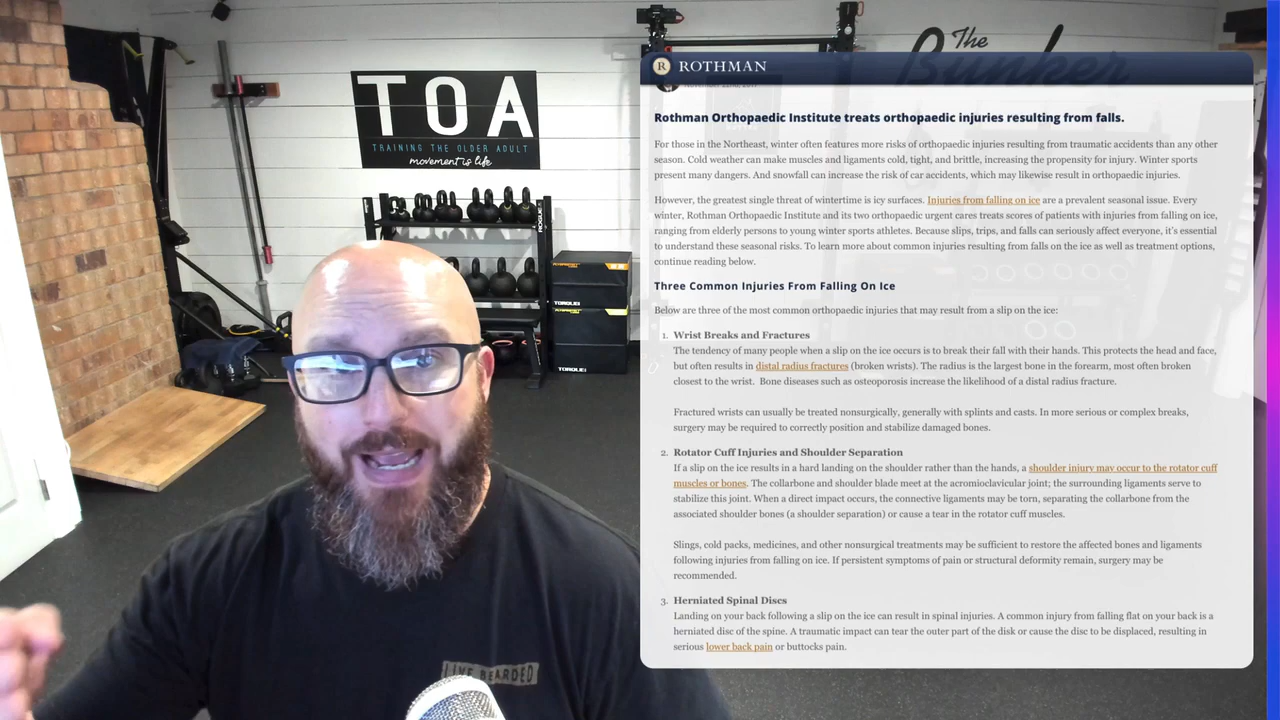 TOA
TRAINING THE OLDER ADULT
movement is life
The
Bunker
R ROTHMAN
Rothman Orthopaedic Institute treats orthopaedic injuries resulting from falls.
For those in the Northeast, winter often features more risks of orthopaedic injuries resulting from traumatic accidents than any other
season. Cold weather can make muscles and ligaments cold, tight, and brittle, increasing the propensity for injury. Winter sports
present many dangers. And snowfall can increase the risk of car accidents, which may likewise result in orthopaedic injuries.
However, the greatest single threat of wintertime is icy surfaces. Injuries from falling on ice are a prevalent seasonal issue. Every
winter, Rothman Orthopaedic Institute and its two orthopaedic urgent cares treats scores of patients with injuries from falling on ice,
ranging from elderly persons to young winter sports athletes. Because slips, trips, and falls can seriously affect everyone, it's essential
to understand these seasonal risks. To learn more about common injuries resulting from falls on the ice as well as treatment options,
continue reading below.
Three Common Injuries From Falling On Ice
Below are three of the most common orthopaedic injuries that may result from a slip on the ice:
1. Wrist Breaks and Fractures
The tendency of many people when a slip on the ice occurs is to break their fall with their hands. This protects the head and face,
but often results in distal radius fractures (broken wrists). The radius is the largest bone in the forearm, most often broken
closest to the wrist. Bone diseases such as osteoporosis increase the likelihood of a distal radius fracture.
Fractured wrists can usually be treated nonsurgically, generally with splints and casts. In more serious or complex breaks,
surgery may be required to correctly position and stabilize damaged bones.
2. Rotator Cuff Injuries and Shoulder Separation
If a slip on the ice results in a hard landing on the shoulder rather than the hands, a shoulder injury may occur to the rotator cuff
muscles or bones. The collarbone and shoulder blade meet at the acromioclavicular joint; the surrounding ligaments serve to
stabilize this joint. When a direct impact occurs, the connective ligaments may be torn, separating the collarbone from the
associated shoulder bones (a shoulder separation) or cause a tear in the rotator cuff muscles.
Slings, cold packs, medicines, and other nonsurgical treatments may be sufficient to restore the affected bones and ligaments
following injuries from falling on ice. If persistent symptoms of pain or structural deformity remain, surgery may be
recommended.
3. Herniated Spinal Discs
Landing on your back following a slip on the ice can result in spinal injuries. A common injury from falling flat on your back is a
herniated disc of the spine. A traumatic impact can tear the outer part of the disk or cause the disc to be displaced, resulting in
serious lower back pain or buttocks pain.
ROGUE
TORQUE
TORQUE
LIVE BEARDED